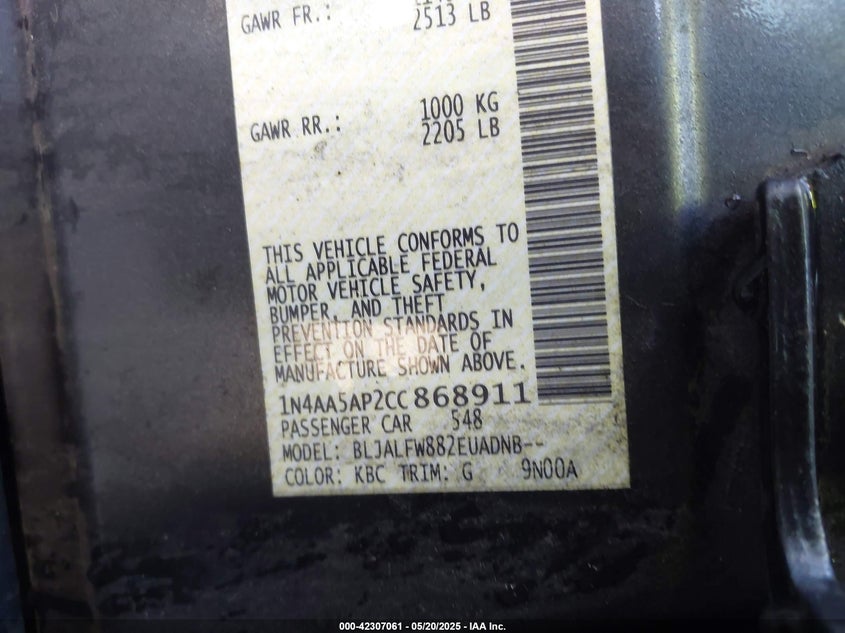 GAWR FR.: 2513 LB
GAWR RR.: 1000 KG
2205 LB
THIS VEHICLE CONFORMS TO
ALL APPLICABLE FEDERAL
MOTOR VEHICLE SAFETY,
BUMPER, AND THEFT
PREVENTION STANDARDS IN
EFFECT ON THE DATE OF
MANUFACTURE SHOWN ABOVE.
1N4AA5AP2CC868911
PASSENGER CAR 548
MODEL: BLJALFW882EUADNB--
COLOR: KBC TRIM: G 9N00A
000-42307061 - 05/20/2025 - IAA Inc.